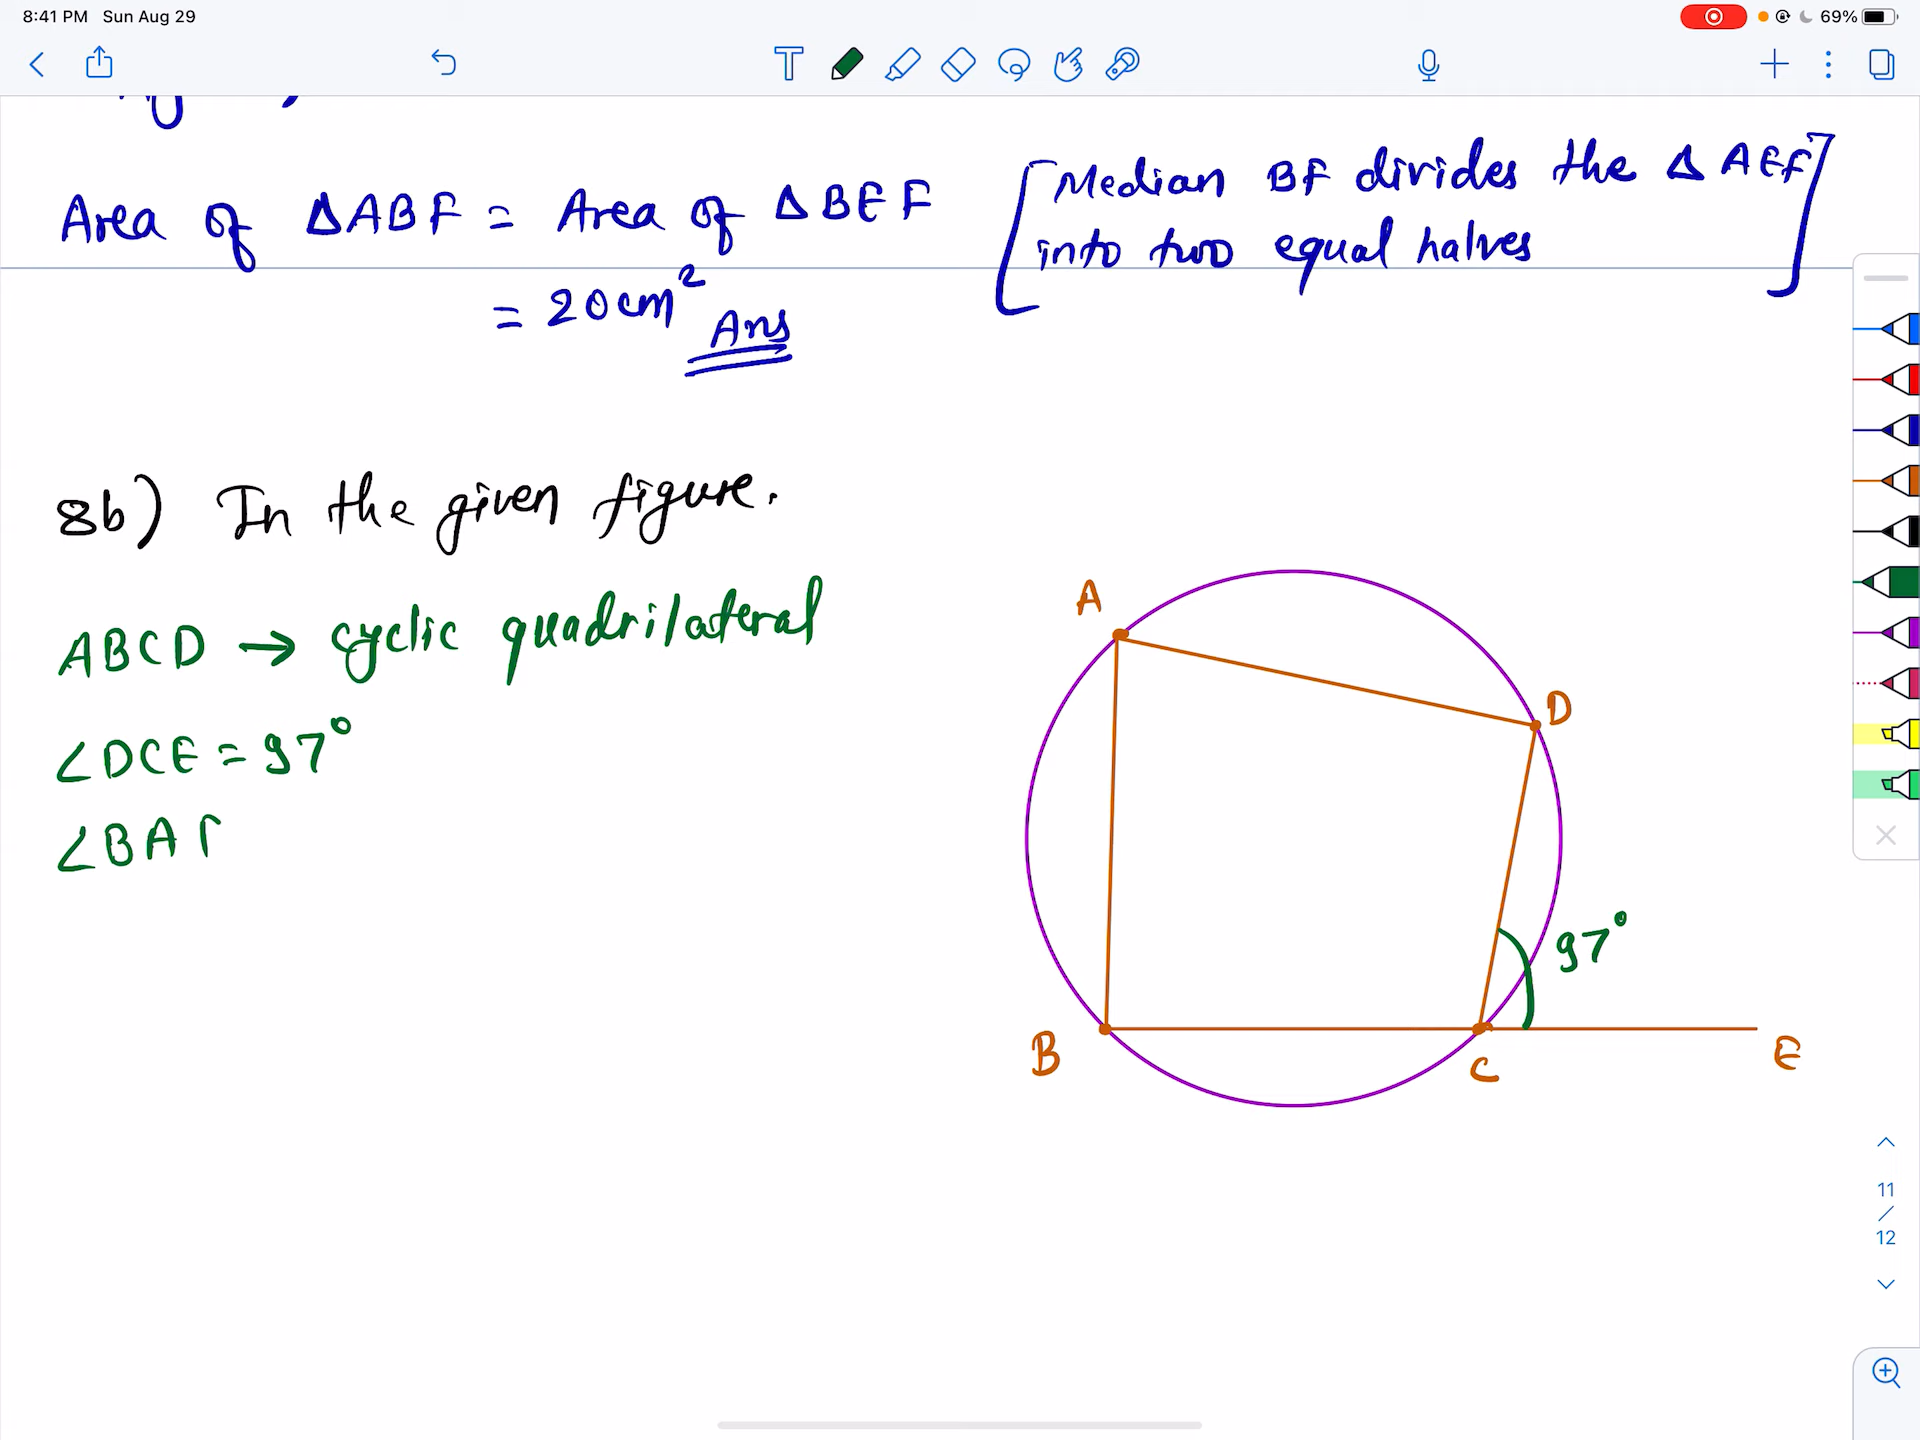 8:41 PM Sun Aug 29
69%
Area of ΔABF = Area of ΔBEF
[Median BF divides the Δ AEF
into two equal halves]
= 20cm² Ans
8b) In the given figure.
ABCD → cyclic quadrilateral
∠DCE = 97°
∠BA
A
D
97°
B
C
E
11
/
12